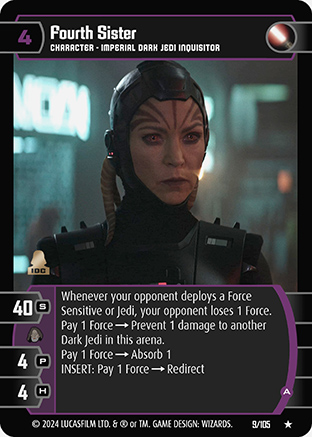 4
Fourth Sister
CHARACTER - IMPERIAL DARK JEDI INQUISITOR
IDC
40 S
4 P
4 H
Whenever your opponent deploys a Force
Sensitive or Jedi, your opponent loses 1 Force.
Pay 1 Force → Prevent 1 damage to another
Dark Jedi in this arena.
Pay 1 Force → Absorb 1
INSERT: Pay 1 Force → Redirect
A
© 2024 LUCASFILM LTD. & ® OR TM. GAME DESIGN: WIZARDS.
9/105 ★